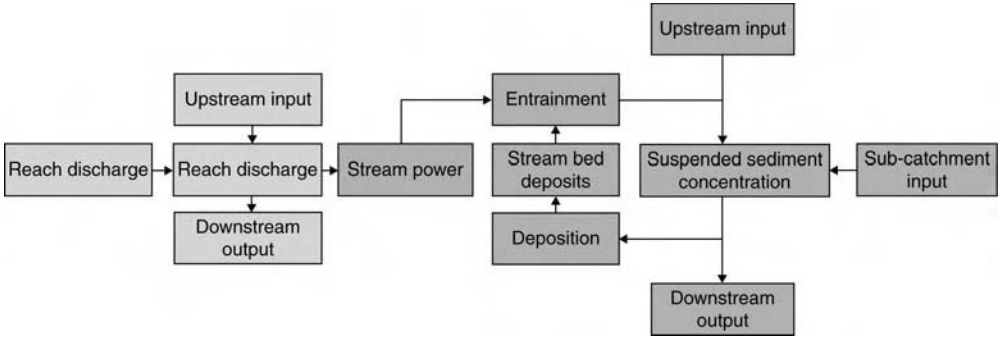 Upstream input
Upstream input
Entrainment
Reach discharge
Reach discharge
Stream power
Stream bed
deposits
Suspended sediment
concentration
Sub-catchment
input
Downstream
output
Deposition
Downstream
output